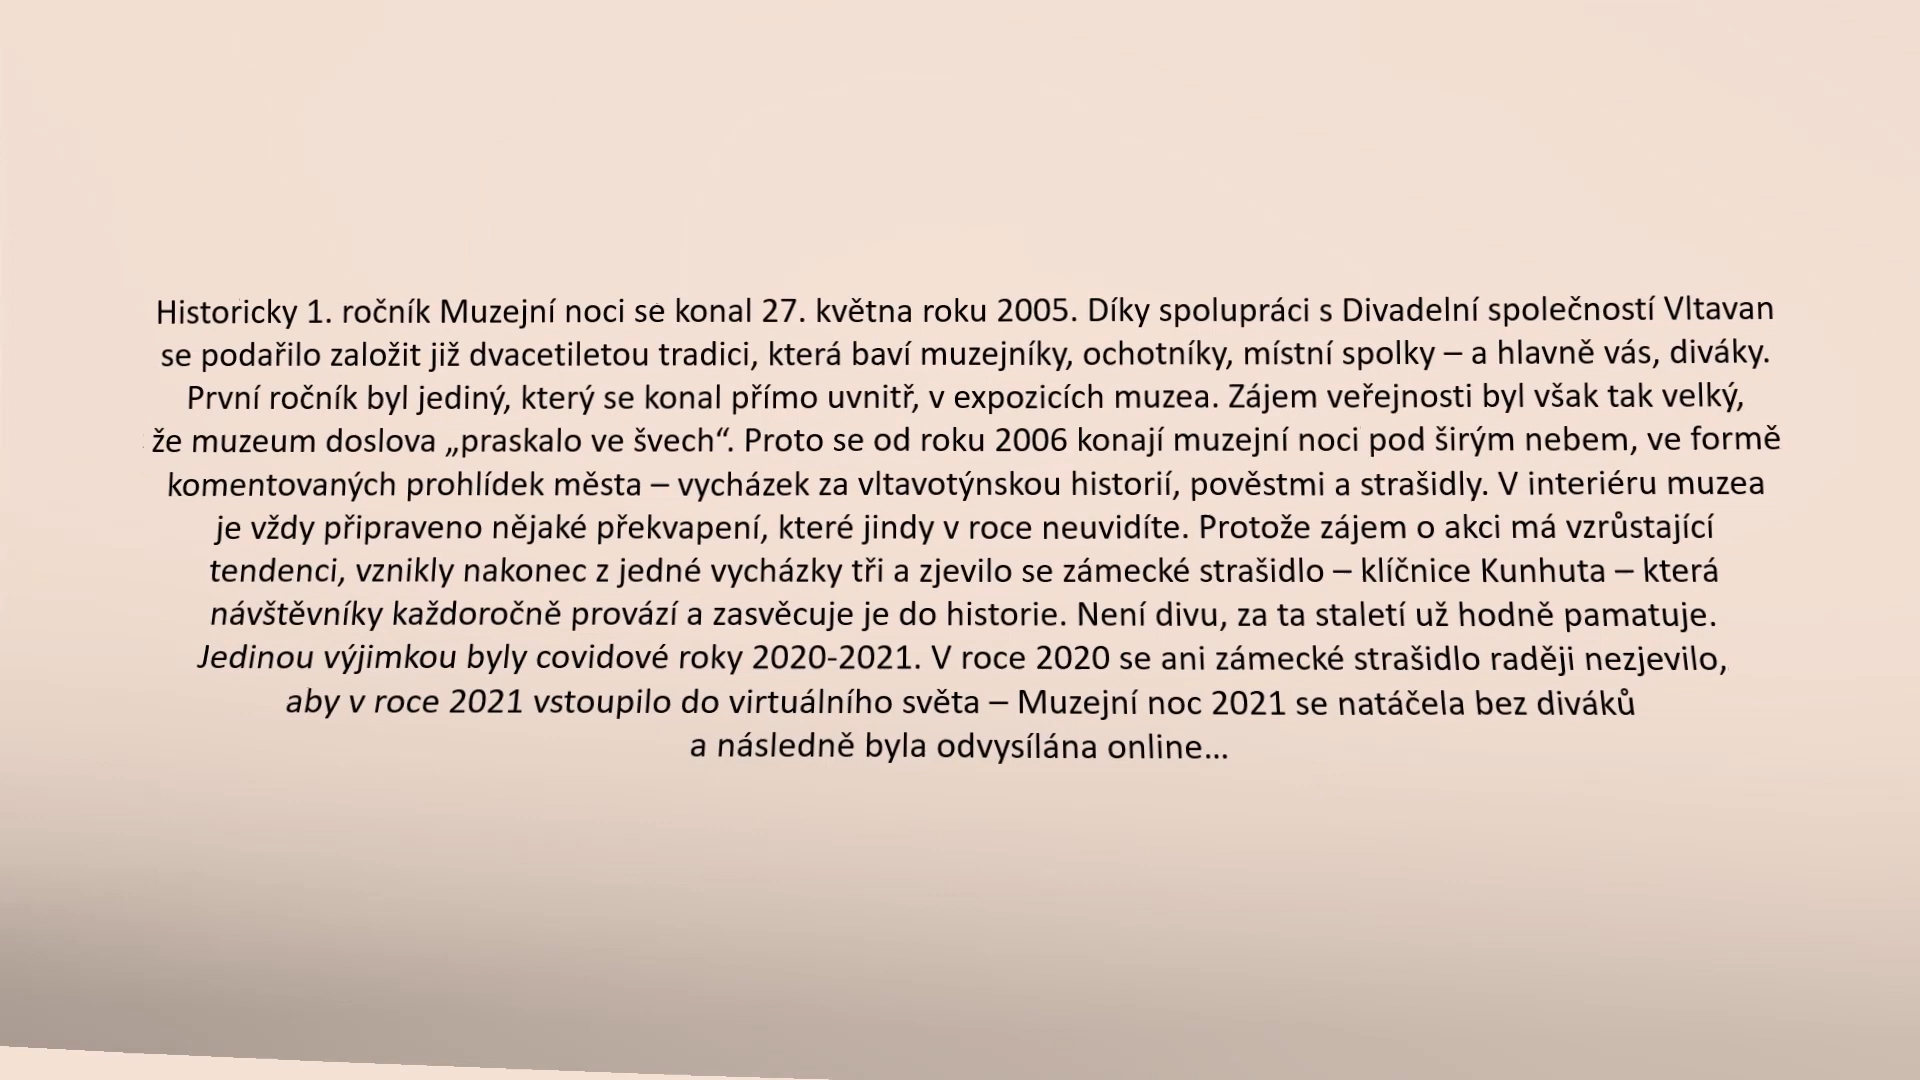 Historicky 1. ročník Muzejní noci se konal 27. května roku 2005. Díky spolupráci s Divadelní společností Vltavan
se podařilo založit již dvacetiletou tradici, která baví muzejníky, ochotníky, místní spolky – a hlavně vás, diváky.
První ročník byl jediný, který se konal přímo uvnitř, v expozicích muzea. Zájem veřejnosti byl však tak velký,
že muzeum doslova „praskalo ve švech“. Proto se od roku 2006 konají muzejní noci pod širým nebem, ve formě
komentovaných prohlídek města – vycházek za vltavotýnskou historií, pověstmi a strašidly. V interiéru muzea
je vždy připraveno nějaké překvapení, které jindy v roce neuvidíte. Protože zájem o akci má vzrůstající
tendenci, vznikly nakonec z jedné vycházky tři a zjevilo se zámecké strašidlo – klíčnice Kunhuta – která
návštěvníky každoročně provází a zasvěcuje je do historie. Není divu, za ta staletí už hodně pamatuje.
Jedinou výjimkou byly covidové roky 2020-2021. V roce 2020 se ani zámecké strašidlo raději nezjevilo,
aby v roce 2021 vstoupilo do virtuálního světa – Muzejní noc 2021 se natáčela bez diváků
a následně byla odvysílána online...